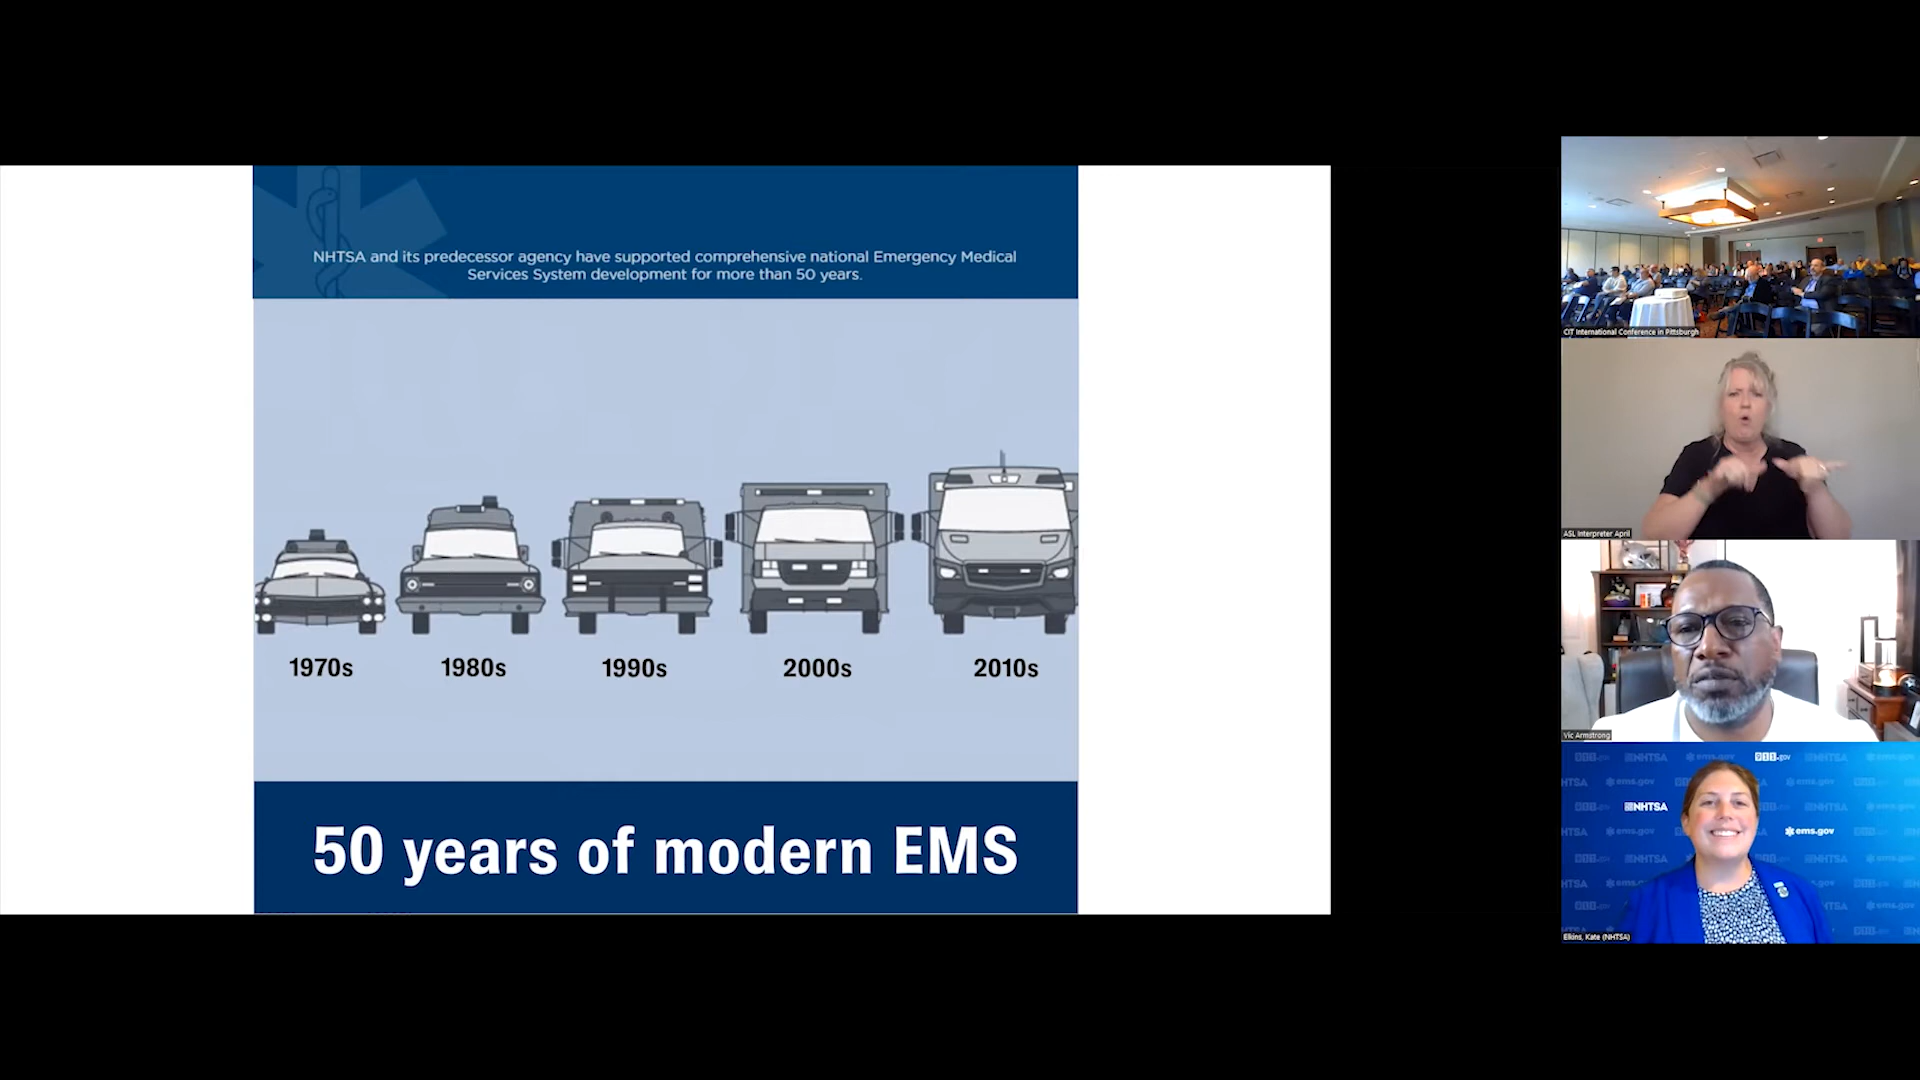 NHTSA and its predecessor agency have supported comprehensive national Emergency Medical
Services System development for more than 50 years.
1970s
1980s
1990s
2000s
2010s
50 years of modern EMS
CIT International Conference in Pittsburgh
ASL Interpreter April
Vic Armstrong
911.gov
NHTSA
ems.gov
Elkins, Kate (NHTSA)